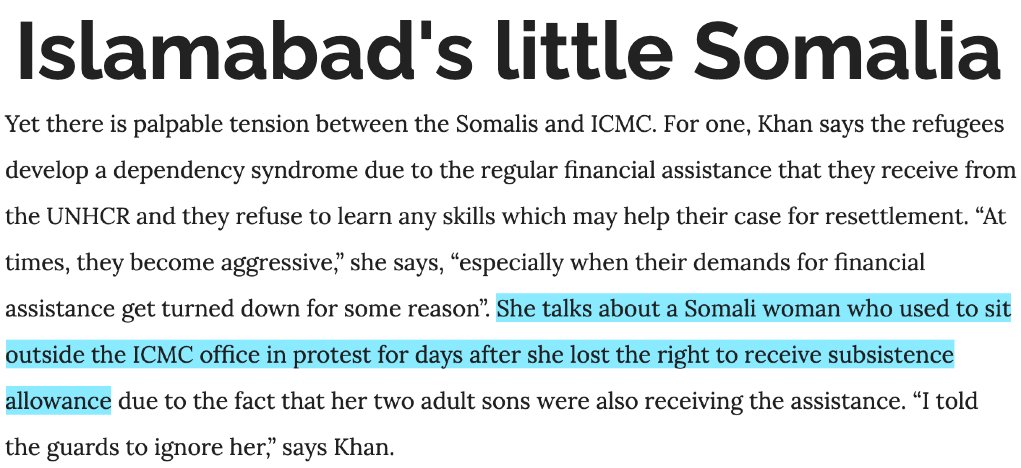 Islamabad's little Somalia
Yet there is palpable tension between the Somalis and ICMC. For one, Khan says the refugees
develop a dependency syndrome due to the regular financial assistance that they receive from
the UNHCR and they refuse to learn any skills which may help their case for resettlement. “At
times, they become aggressive,” she says, “especially when their demands for financial
assistance get turned down for some reason”. She talks about a Somali woman who used to sit
outside the ICMC office in protest for days after she lost the right to receive subsistence
allowance due to the fact that her two adult sons were also receiving the assistance. “I told
the guards to ignore her,” says Khan.